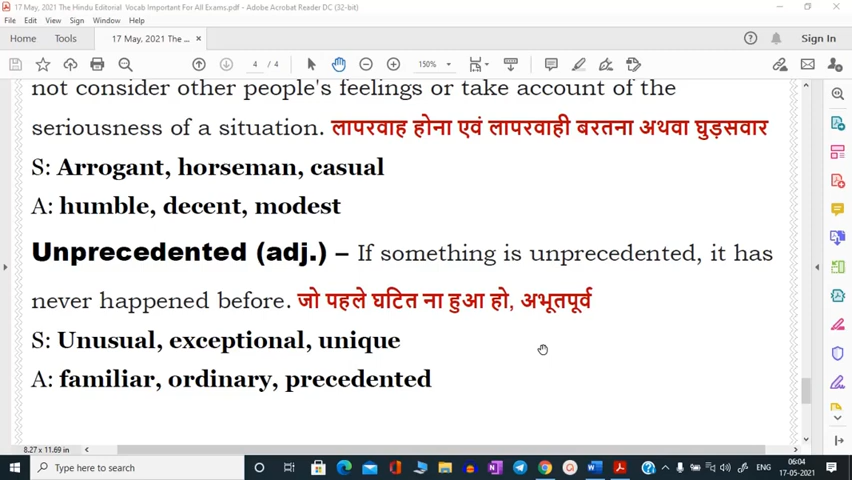 17 May, 2021 The Hindu Editorial Vocab Important For All Exams.pdf - Adobe Acrobat Reader DC (32-bit)
File Edit View Sign Window Help
Home Tools 17 May, 2021 The ... × Sign In
4 / 4 150%
not consider other people's feelings or take account of the
seriousness of a situation. लापरवाह होना एवं लापरवाही बरतना अथवा घुड़सवार
S: Arrogant, horseman, casual
A: humble, decent, modest
Unprecedented (adj.) – If something is unprecedented, it has
never happened before. जो पहले घटित ना हुआ हो, अभूतपूर्व
S: Unusual, exceptional, unique
A: familiar, ordinary, precedented
8.27 x 11.69 in
Type here to search
ENG
06:04
17-05-2021